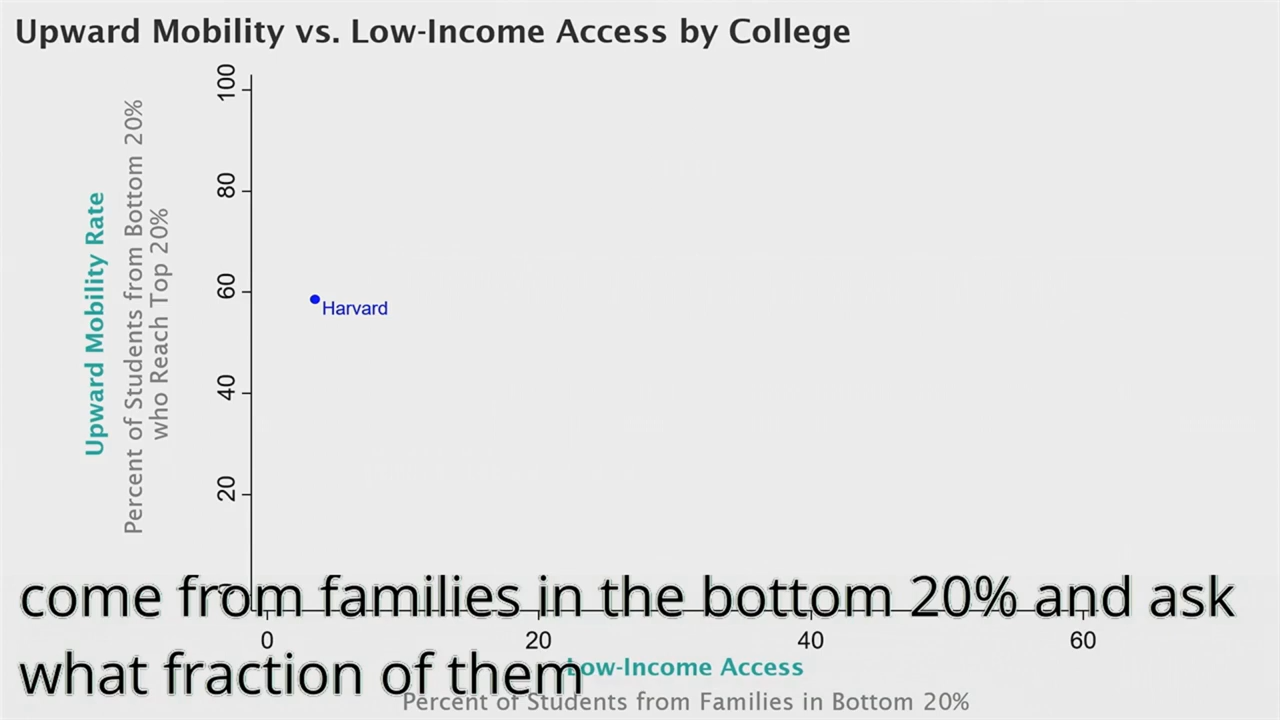 Upward Mobility vs. Low-Income Access by College
Upward Mobility Rate
Percent of Students from Bottom 20%
who Reach Top 20%
100
80
60
40
20
0
Harvard
0 20 40 60
Low-Income Access
Percent of Students from Families in Bottom 20%
come from families in the bottom 20% and ask
what fraction of them